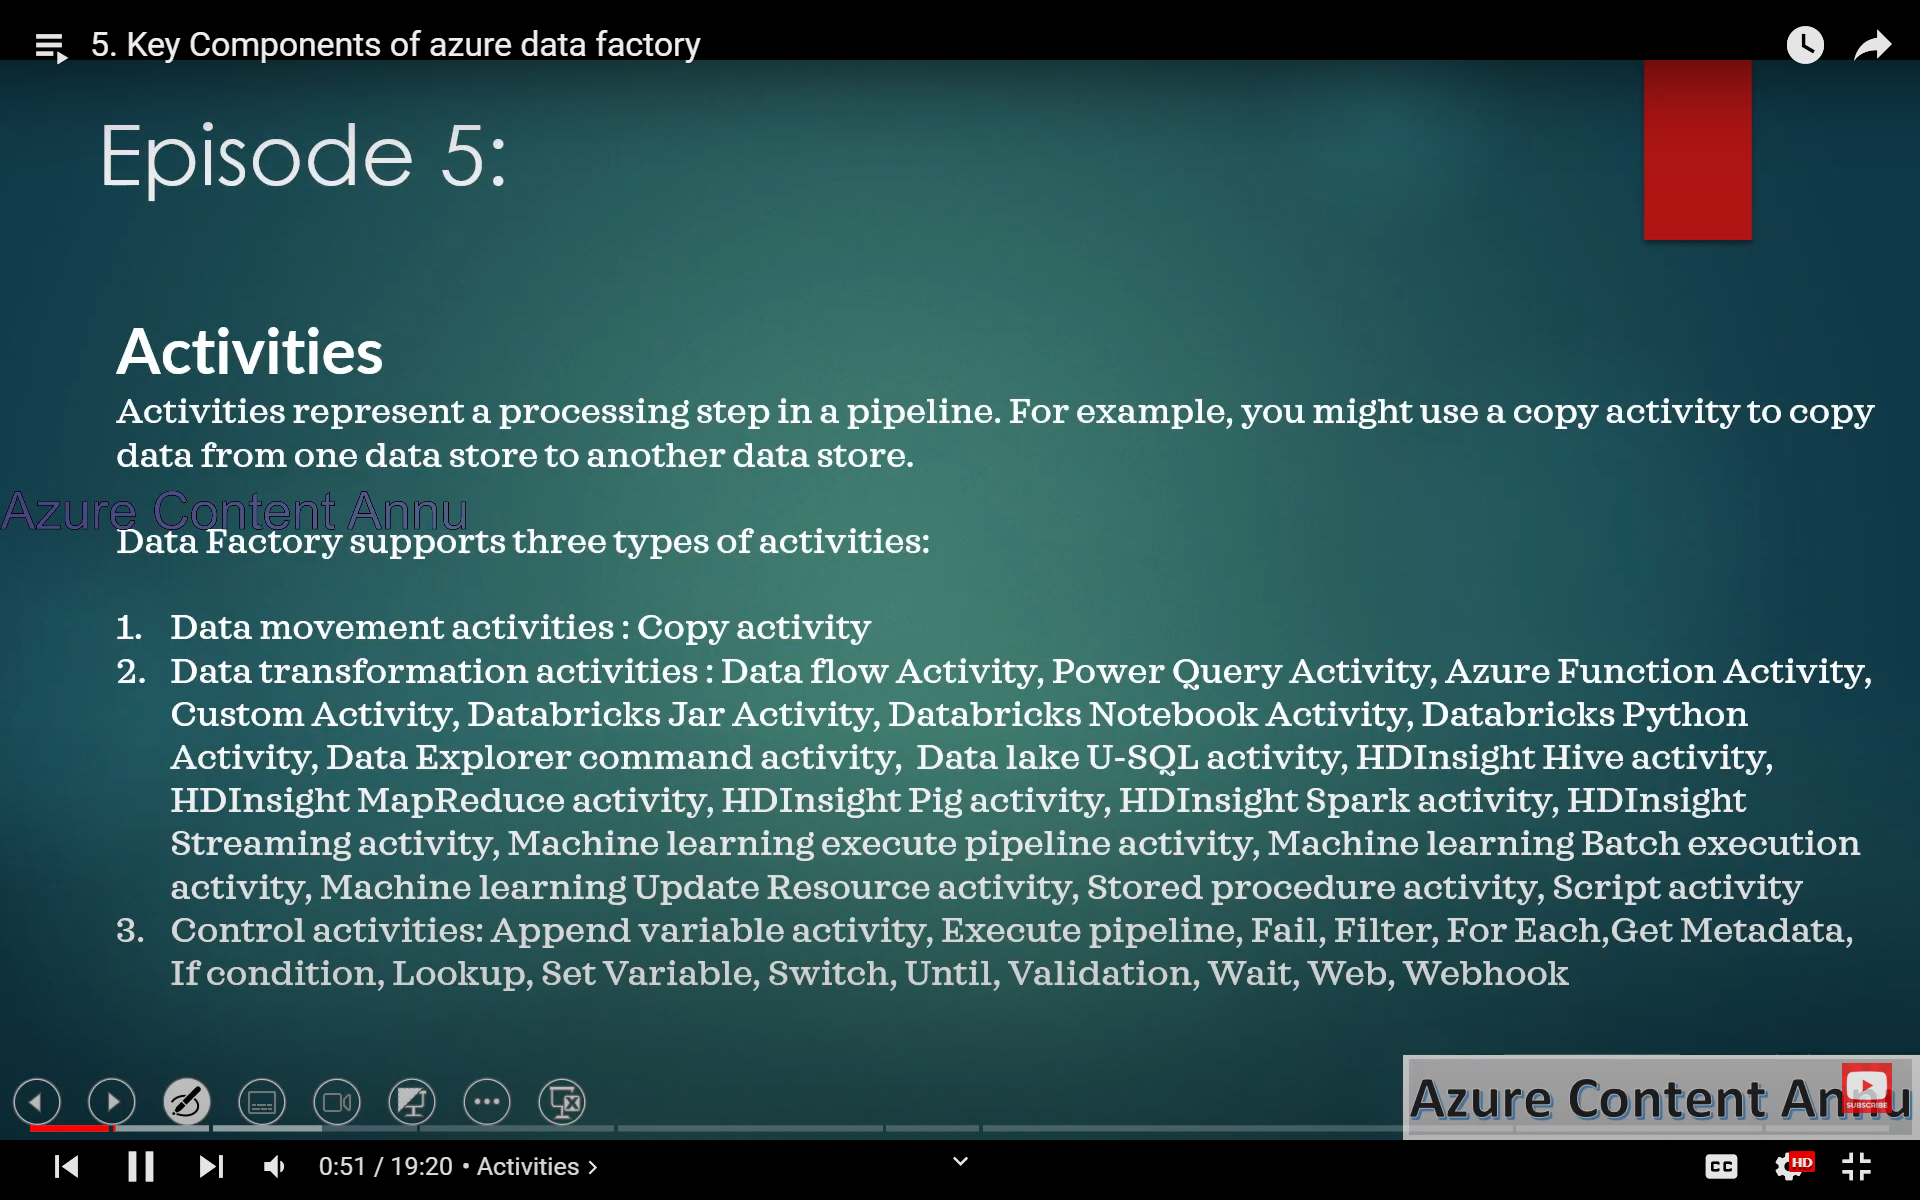 5. Key Components of azure data factory
Episode 5:
Activities
Activities represent a processing step in a pipeline. For example, you might use a copy activity to copy
data from one data store to another data store.
Azure Content Annu
Data Factory supports three types of activities:
1. Data movement activities : Copy activity
2. Data transformation activities : Data flow Activity, Power Query Activity, Azure Function Activity,
Custom Activity, Databricks Jar Activity, Databricks Notebook Activity, Databricks Python
Activity, Data Explorer command activity, Data lake U-SQL activity, HDInsight Hive activity,
HDInsight MapReduce activity, HDInsight Pig activity, HDInsight Spark activity, HDInsight
Streaming activity, Machine learning execute pipeline activity, Machine learning Batch execution
activity, Machine learning Update Resource activity, Stored procedure activity, Script activity
3. Control activities: Append variable activity, Execute pipeline, Fail, Filter, For Each,Get Metadata,
If condition, Lookup, Set Variable, Switch, Until, Validation, Wait, Web, Webhook
Azure Content Annu
SUBSCRIBE
0:51 / 19:20 • Activities >
CC
HD